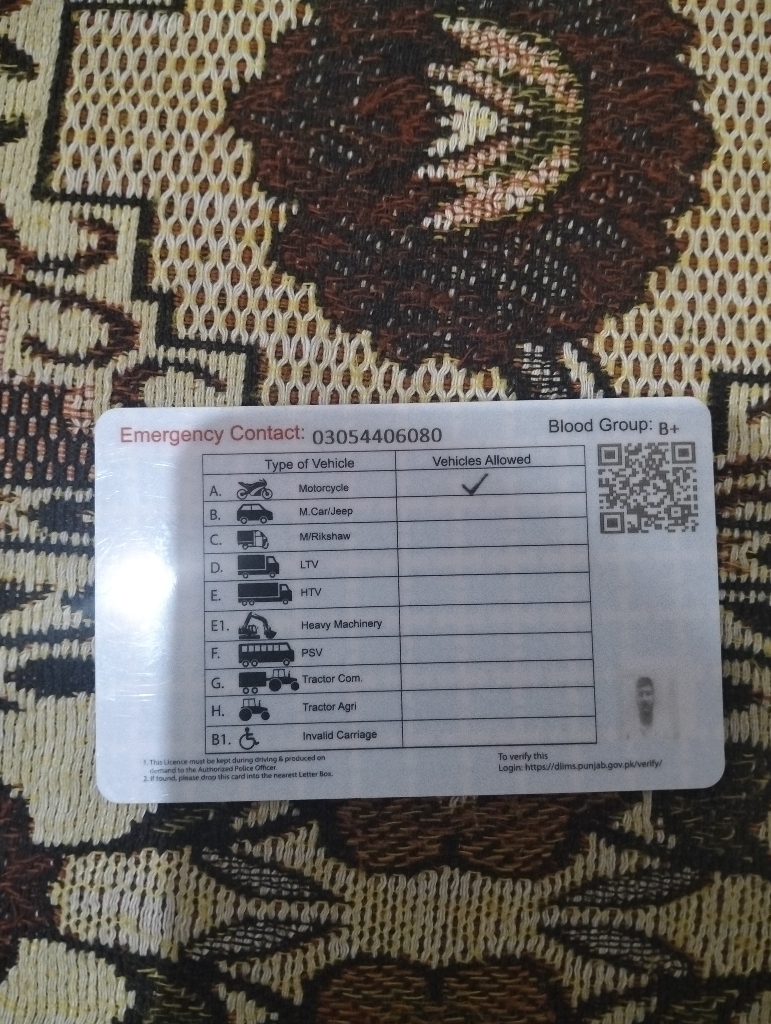 Emergency Contact: 03054406080
Blood Group: B+
Type of Vehicle Vehicles Allowed
A. Motorcycle ✓
B. M.Car/Jeep
C. M/Rikshaw
D. LTV
E. HTV
E1. Heavy Machinery
F. PSV
G. Tractor Com.
H. Tractor Agri
B1. Invalid Carriage
1. This Licence must be kept during driving & produced on
demand to the Authorized Police Officer.
2. If found, please drop this card into the nearest Letter Box.
To verify this
Login: https://dlims.punjab.gov.pk/verify/